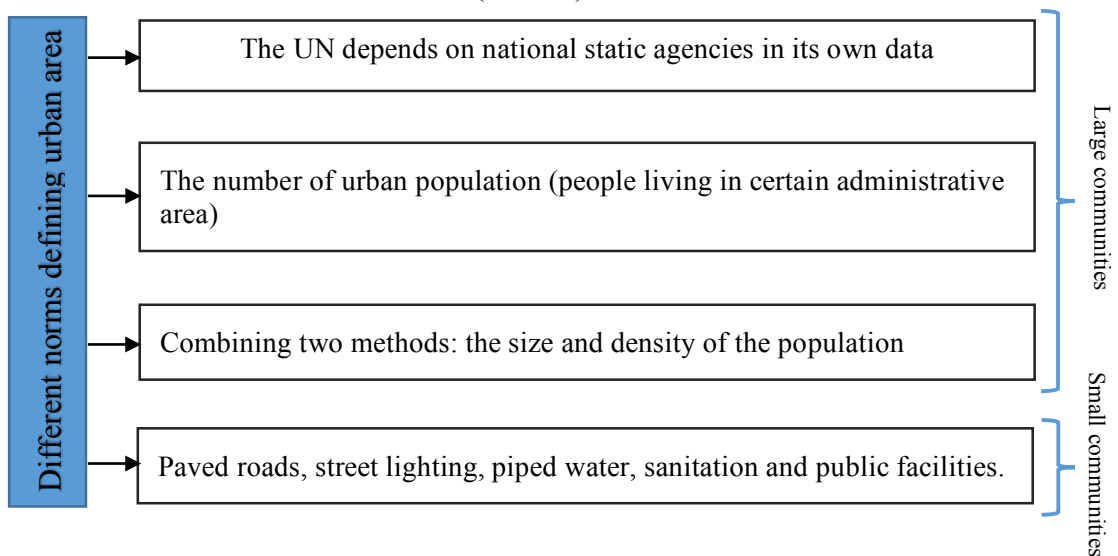 Different norms defining urban area
The UN depends on national static agencies in its own data
The number of urban population (people living in certain administrative
area)
Combining two methods: the size and density of the population
Paved roads, street lighting, piped water, sanitation and public facilities.
Large communities
Small communities